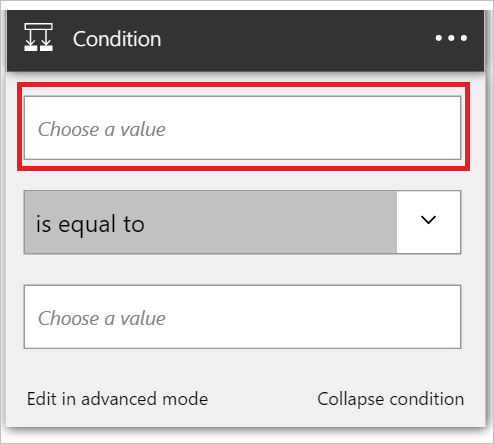 Condition
Choose a value
is equal to
Choose a value
Edit in advanced mode
Collapse condition